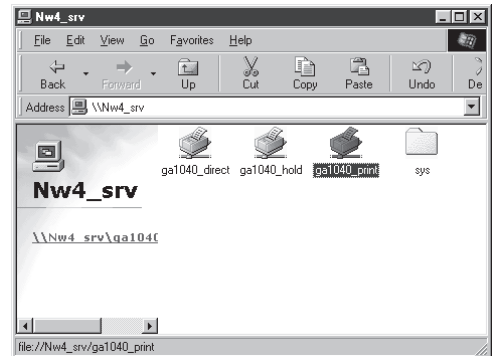 Nw4_srv
File Edit View Go Favorites Help
Back Forward Up Cut Copy Paste Undo De
Address \\Nw4_srv
ga1040_direct ga1040_hold ga1040_print sys
Nw4_srv
\\Nw4_srv\ga104(
file://Nw4_srv/ga1040_print